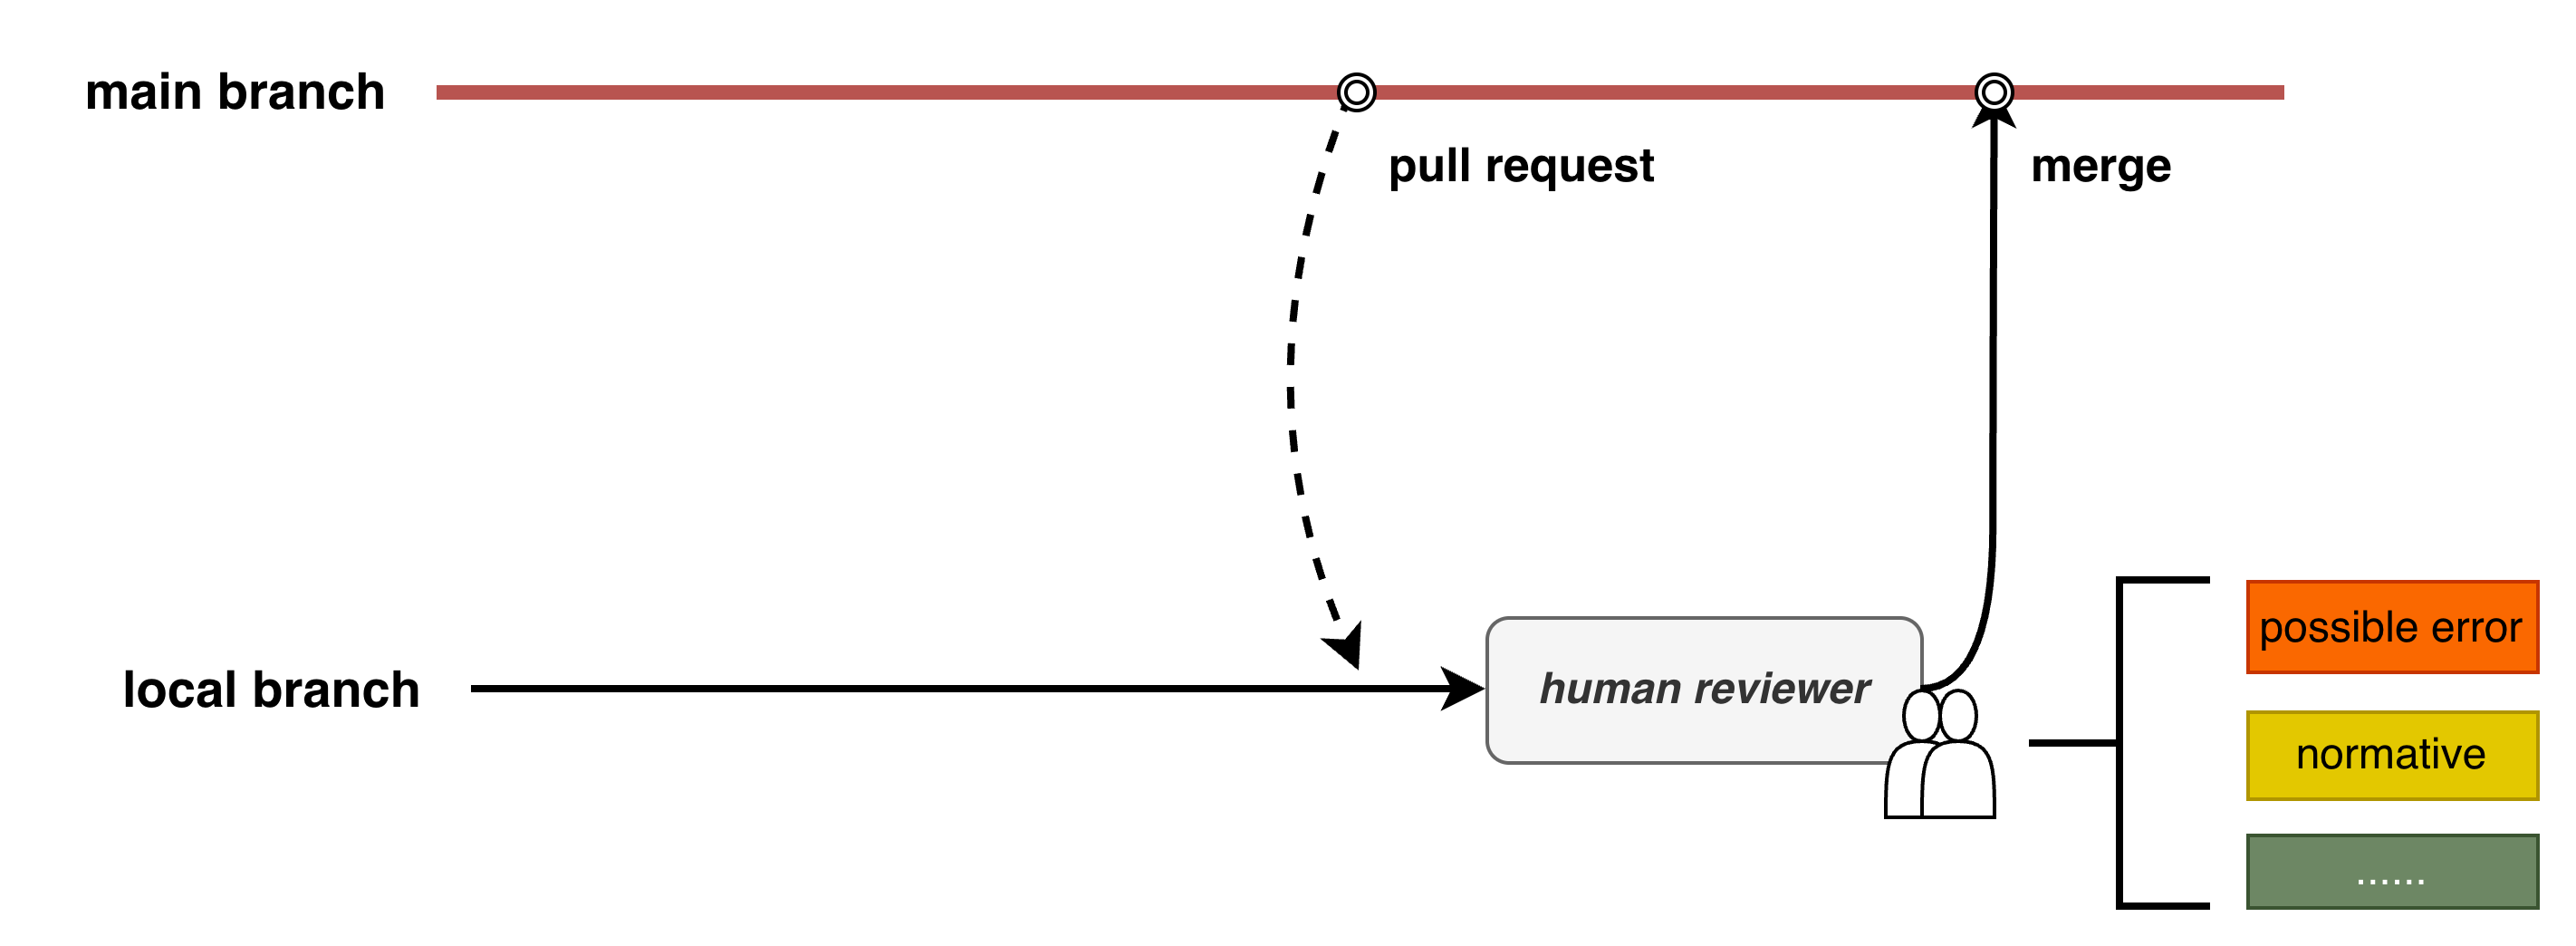 main branch
pull request
merge
local branch
human reviewer
possible error
normative
......